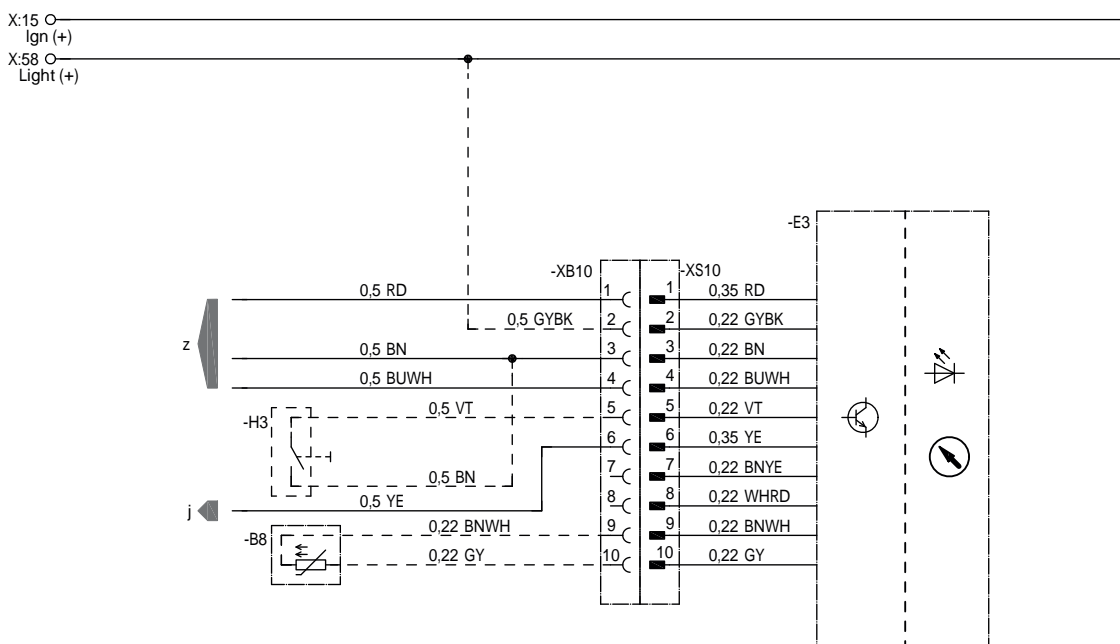 X:15
Ign (+)
X:58
Light (+)
-E3
-XB10 -XS10
0,5 RD 1 1 0,35 RD
0,5 GYBK 2 2 0,22 GYBK
z
0,5 BN 3 3 0,22 BN
0,5 BUWH 4 4 0,22 BUWH
-H3 0,5 VT 5 5 0,22 VT
6 6 0,35 YE
0,5 BN 7 7 0,22 BNYE
j 0,5 YE 8 8 0,22 WHRD
-B8 0,22 BNWH 9 9 0,22 BNWH
0,22 GY 10 10 0,22 GY